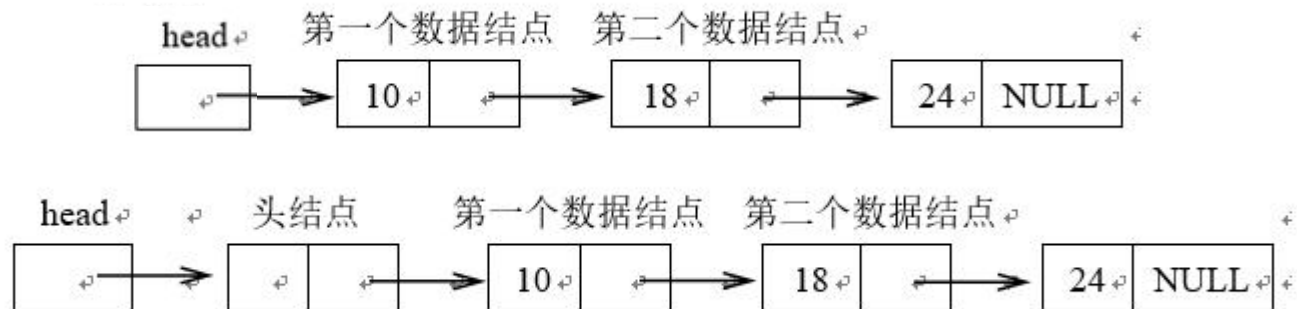 head 第一个数据结点 第二个数据结点
10 18 24 NULL
head 头结点 第一个数据结点 第二个数据结点
10 18 24 NULL